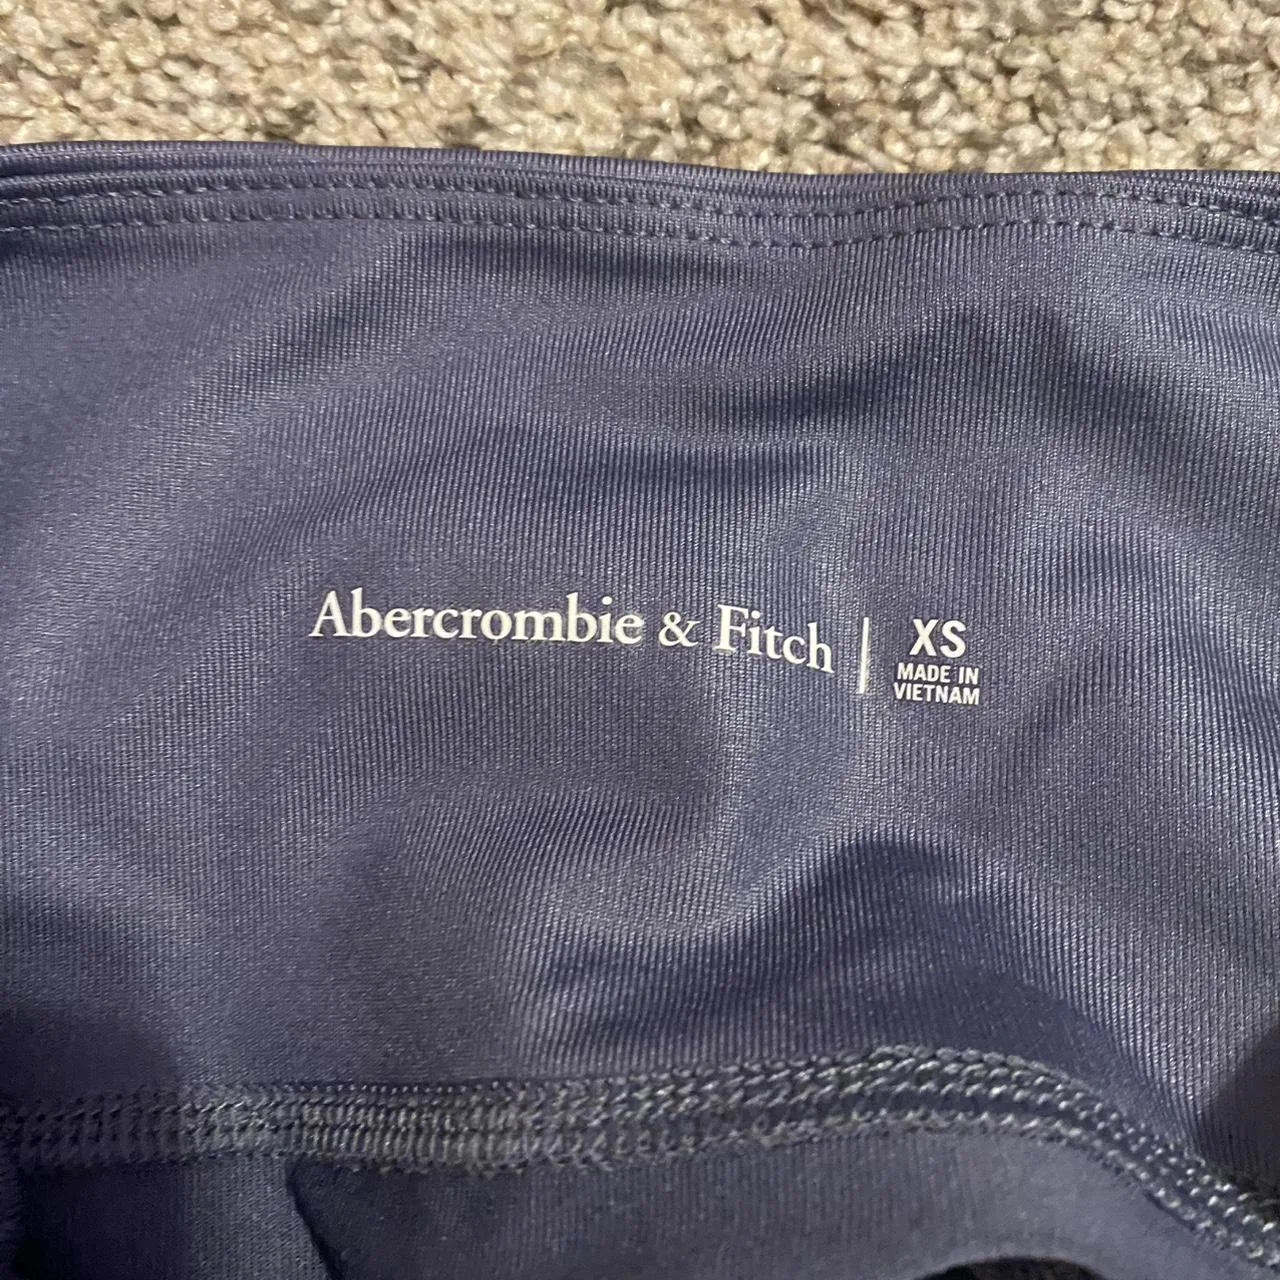 Abercrombie & Fitch | XS
MADE IN
VIETNAM